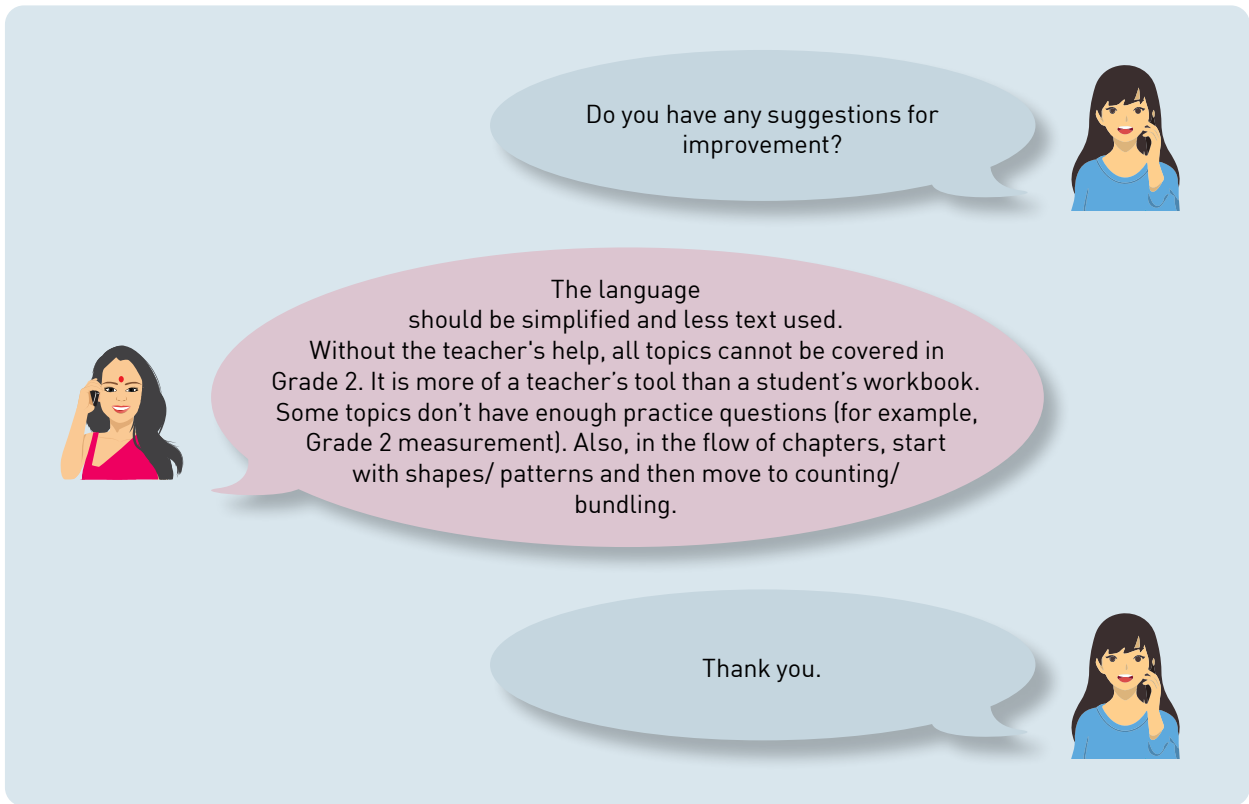 Do you have any suggestions for
improvement?
The language
should be simplified and less text used.
Without the teacher's help, all topics cannot be covered in
Grade 2. It is more of a teacher’s tool than a student’s workbook.
Some topics don’t have enough practice questions (for example,
Grade 2 measurement). Also, in the flow of chapters, start
with shapes/ patterns and then move to counting/
bundling.
Thank you.